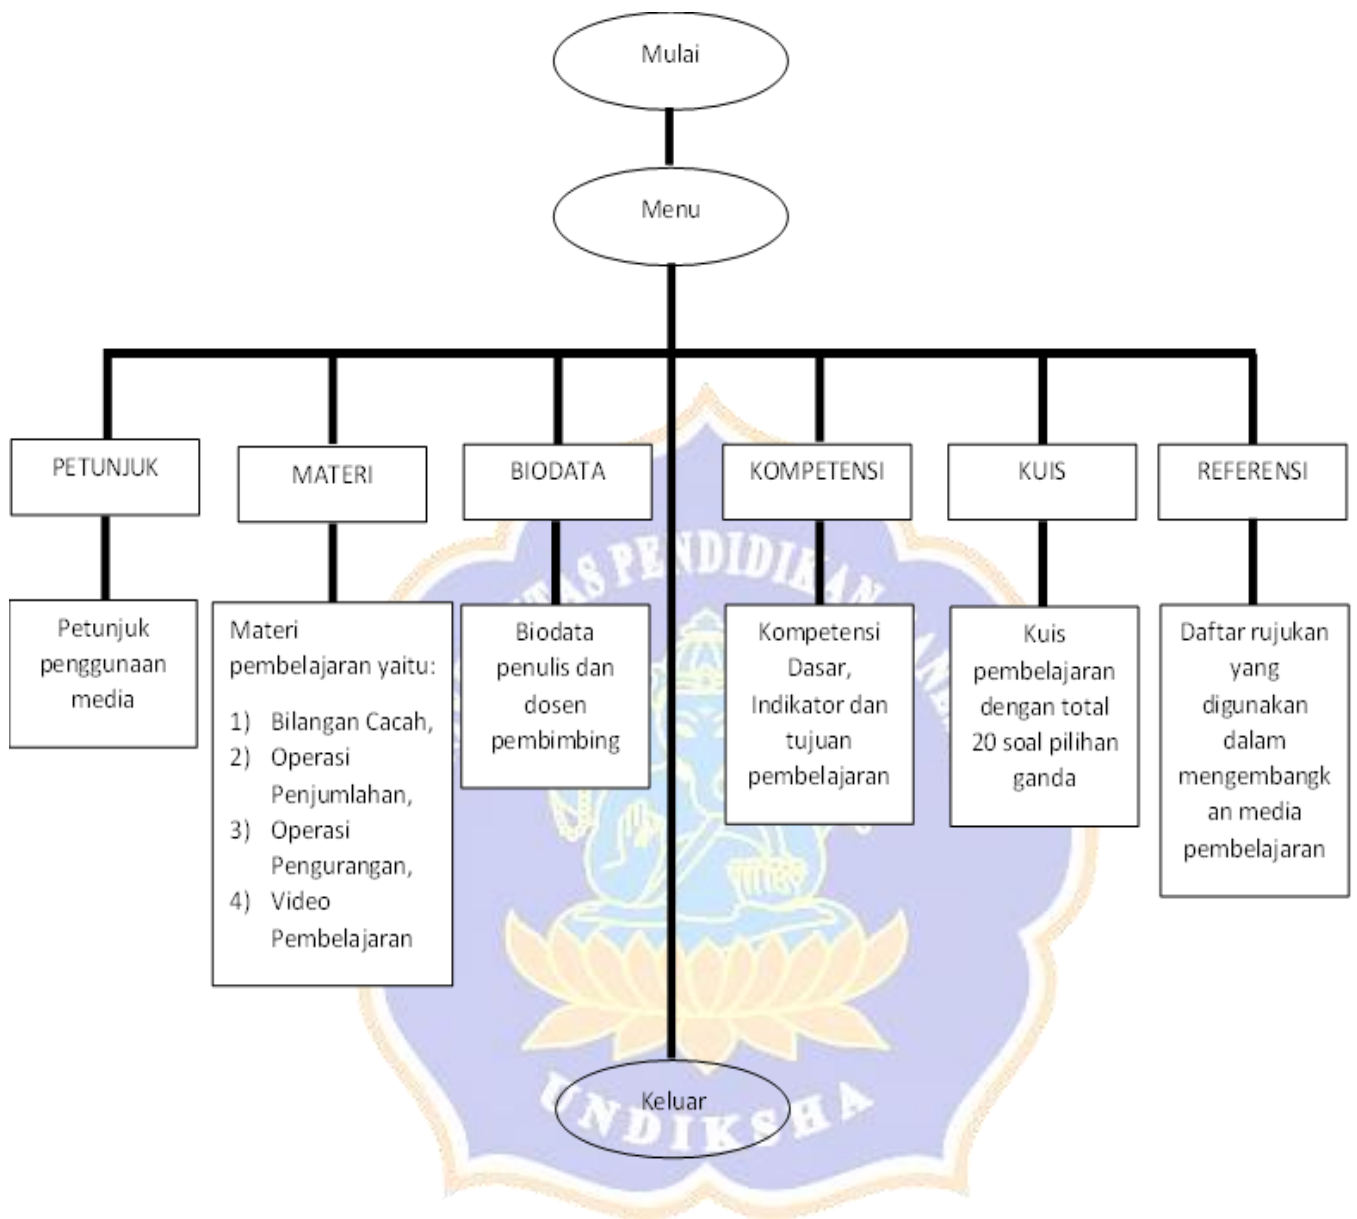 Mulai
Menu
PETUNJUK
MATERI
BIODATA
KOMPETENSI
KUIS
REFERENSI
Petunjuk
penggunaan
media
Materi
pembelajaran yaitu:
1) Bilangan Cacah,
2) Operasi
Penjumlahan,
3) Operasi
Pengurangan,
4) Video
Pembelajaran
Biodata
penulis dan
dosen
pembimbing
Kompetensi
Dasar,
Indikator dan
tujuan
pembelajaran
Kuis
pembelajaran
dengan total
20 soal pilihan
ganda
Daftar rujukan
yang
digunakan
dalam
mengembangk
an media
pembelajaran
Keluar
PENDIDIKAN
UNDIKSHA